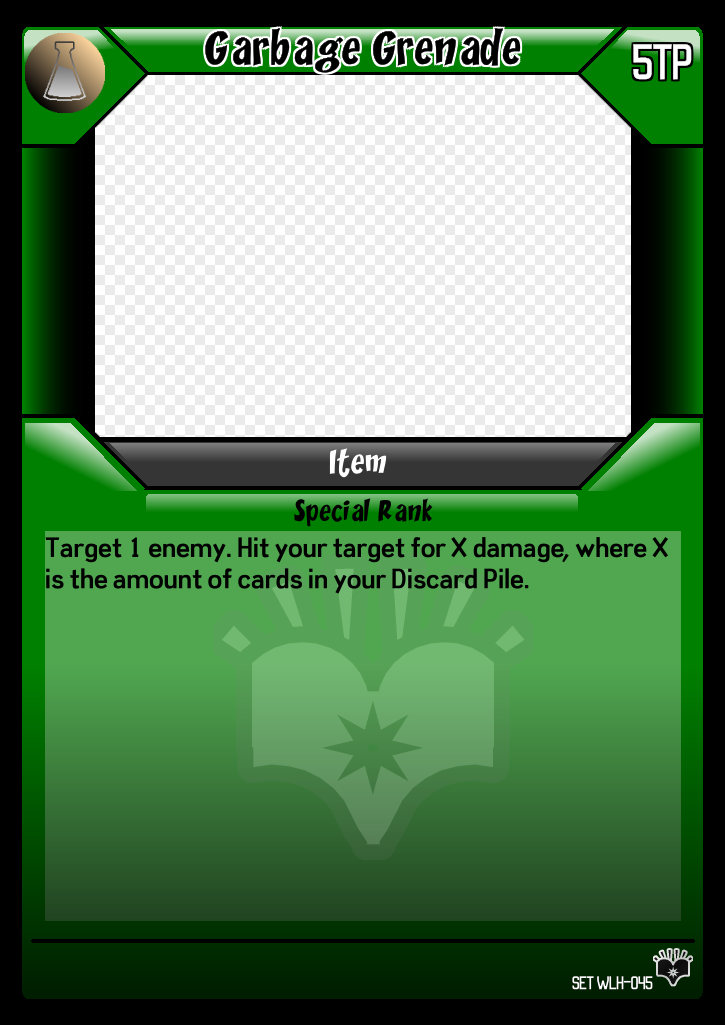 Garbage Grenade
5TP
Item
Special Rank
Target 1 enemy. Hit your target for X damage, where X
is the amount of cards in your Discard Pile.
SET WLH-045